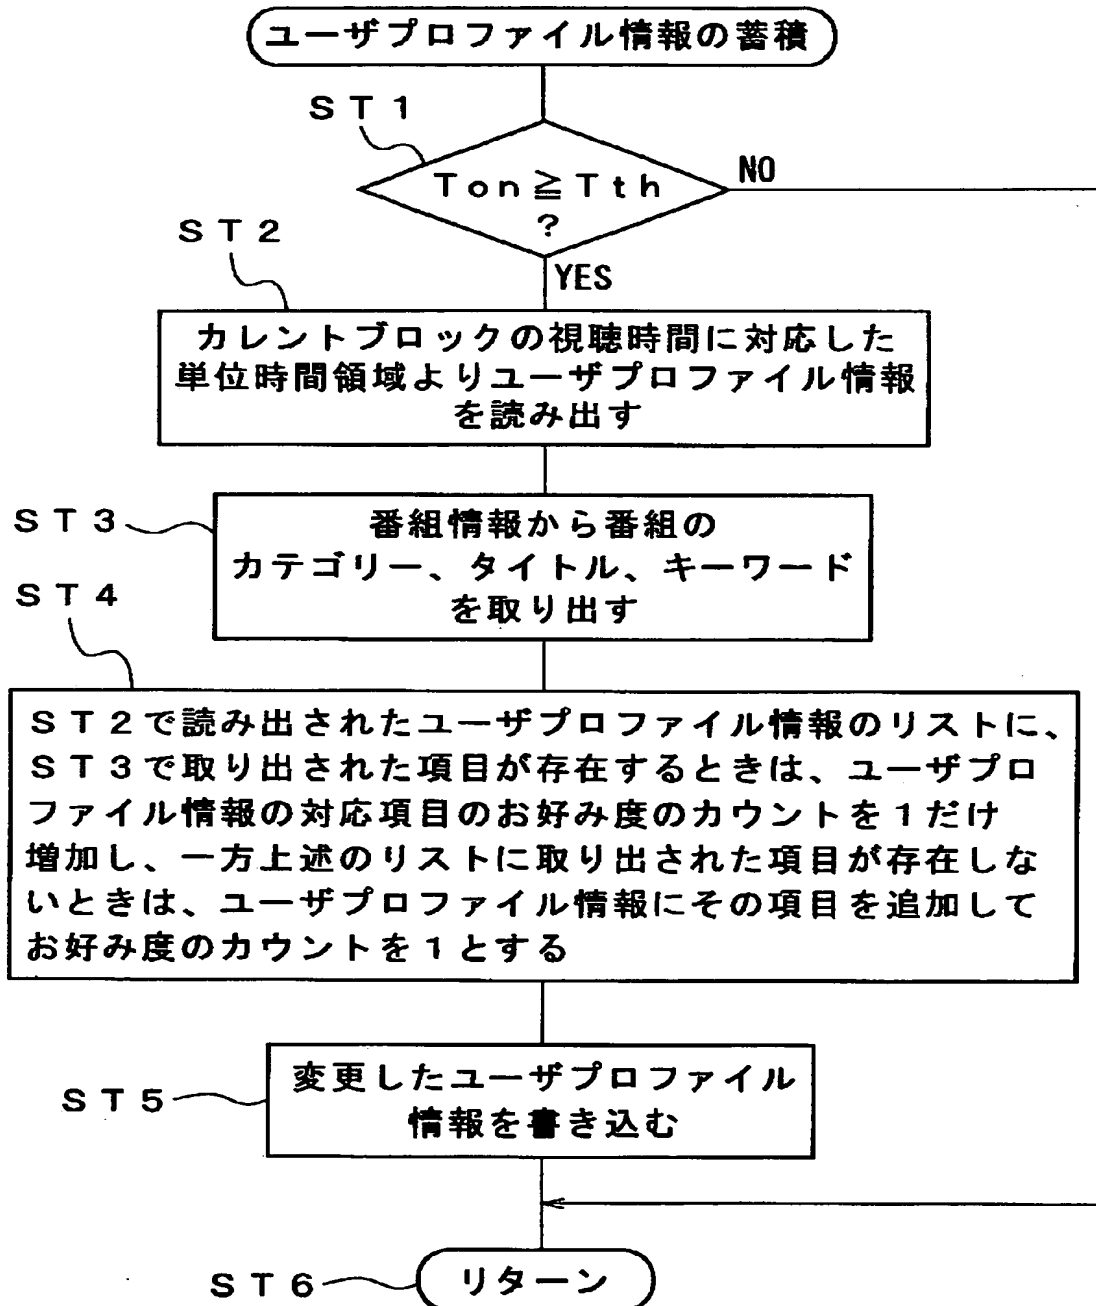 ユーザプロファイル情報の蓄積
ST1
Ton≧Tth
?
NO
YES
ST2
カレントブロックの視聴時間に対応した
単位時間領域よりユーザプロファイル情報
を読み出す
ST3
番組情報から番組の
カテゴリー、タイトル、キーワード
を取り出す
ST4
ST2で読み出されたユーザプロファイル情報のリストに、
ST3で取り出された項目が存在するときは、ユーザプロ
ファイル情報の対応項目のお好み度のカウントを1だけ
増加し、一方上述のリストに取り出された項目が存在しな
いときは、ユーザプロファイル情報にその項目を追加して
お好み度のカウントを1とする
ST5
変更したユーザプロファイル
情報を書き込む
ST6
リターン